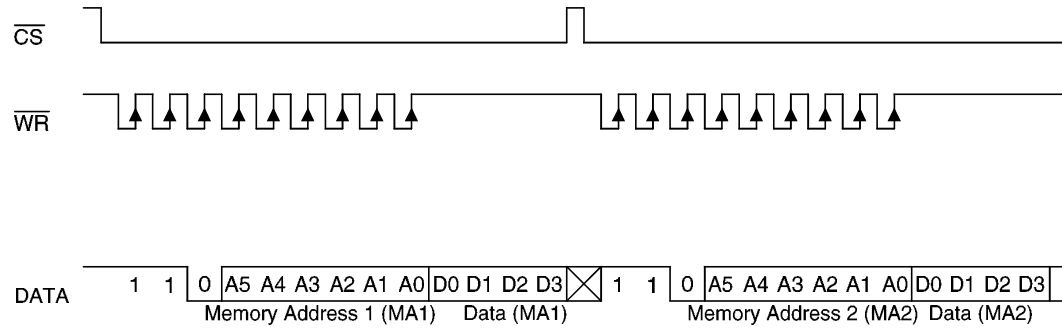 CS
WR
DATA 1 1 0 A5 A4 A3 A2 A1 A0 D0 D1 D2 D3 1 1 0 A5 A4 A3 A2 A1 A0 D0 D1 D2 D3
Memory Address 1 (MA1) Data (MA1) Memory Address 2 (MA2) Data (MA2)